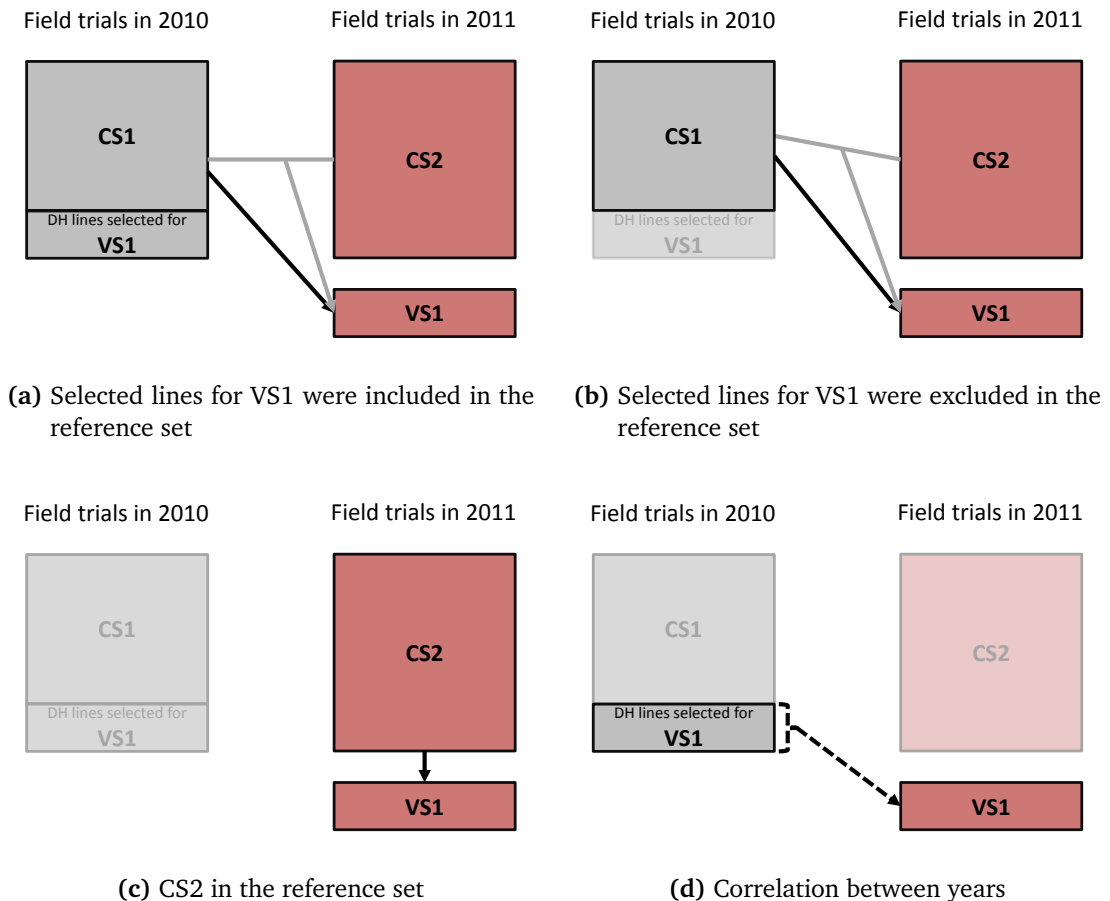 Field trials in 2010
Field trials in 2011
CS1
DH lines selected for
VS1
CS2
VS1
(a) Selected lines for VS1 were included in the
reference set
Field trials in 2010
Field trials in 2011
CS1
DH lines selected for
VS1
CS2
VS1
(b) Selected lines for VS1 were excluded in the
reference set
Field trials in 2010
Field trials in 2011
CS1
DH lines selected for
VS1
CS2
VS1
(c) CS2 in the reference set
Field trials in 2010
Field trials in 2011
CS1
DH lines selected for
VS1
CS2
VS1
(d) Correlation between years